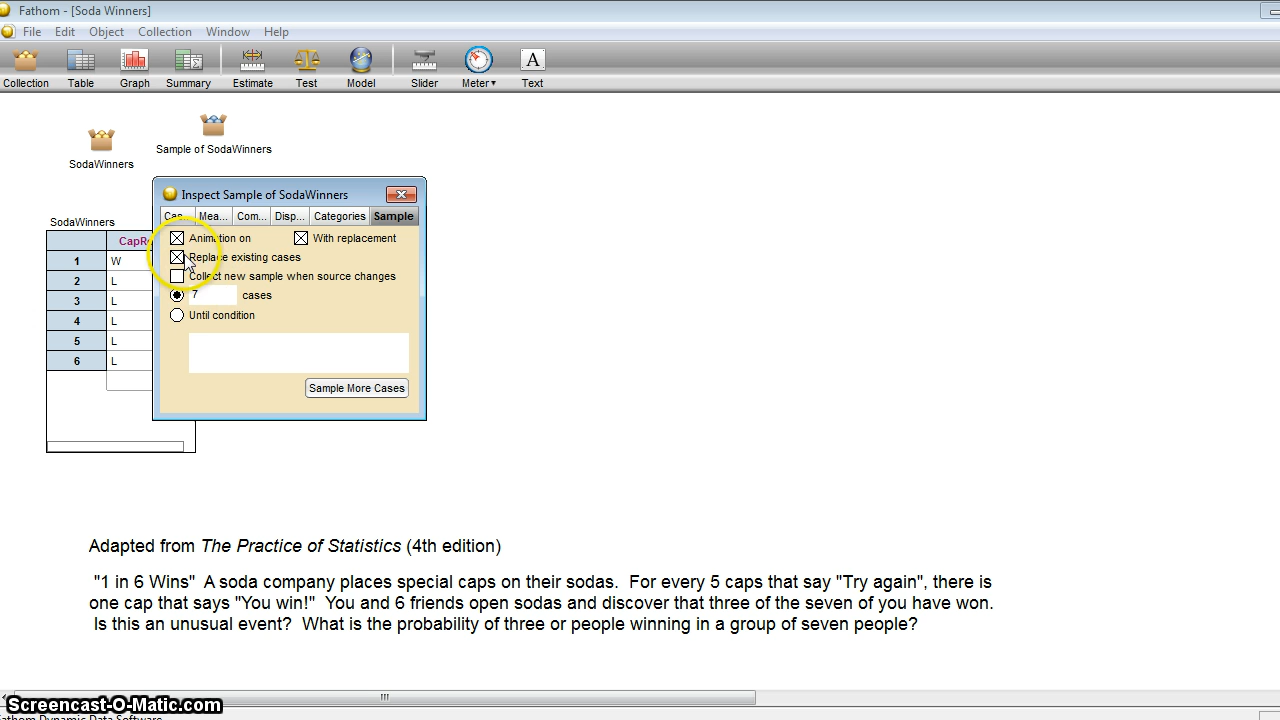 Fathom - [Soda Winners]
File Edit Object Collection Window Help
Collection Table Graph Summary Estimate Test Model Slider Meter▾ Text
A
SodaWinners
Sample of SodaWinners
SodaWinners
1 W
2 L
3 L
4 L
5 L
6 L
Inspect Sample of SodaWinners
Cas... Mea... Com... Disp... Categories Sample
Animation on With replacement
Replace existing cases
Collect new sample when source changes
7 cases
Until condition
Sample More Cases
Adapted from The Practice of Statistics (4th edition)
"1 in 6 Wins" A soda company places special caps on their sodas. For every 5 caps that say "Try again", there is
one cap that says "You win!" You and 6 friends open sodas and discover that three of the seven of you have won.
Is this an unusual event? What is the probability of three or people winning in a group of seven people?
Screencast-O-Matic.com